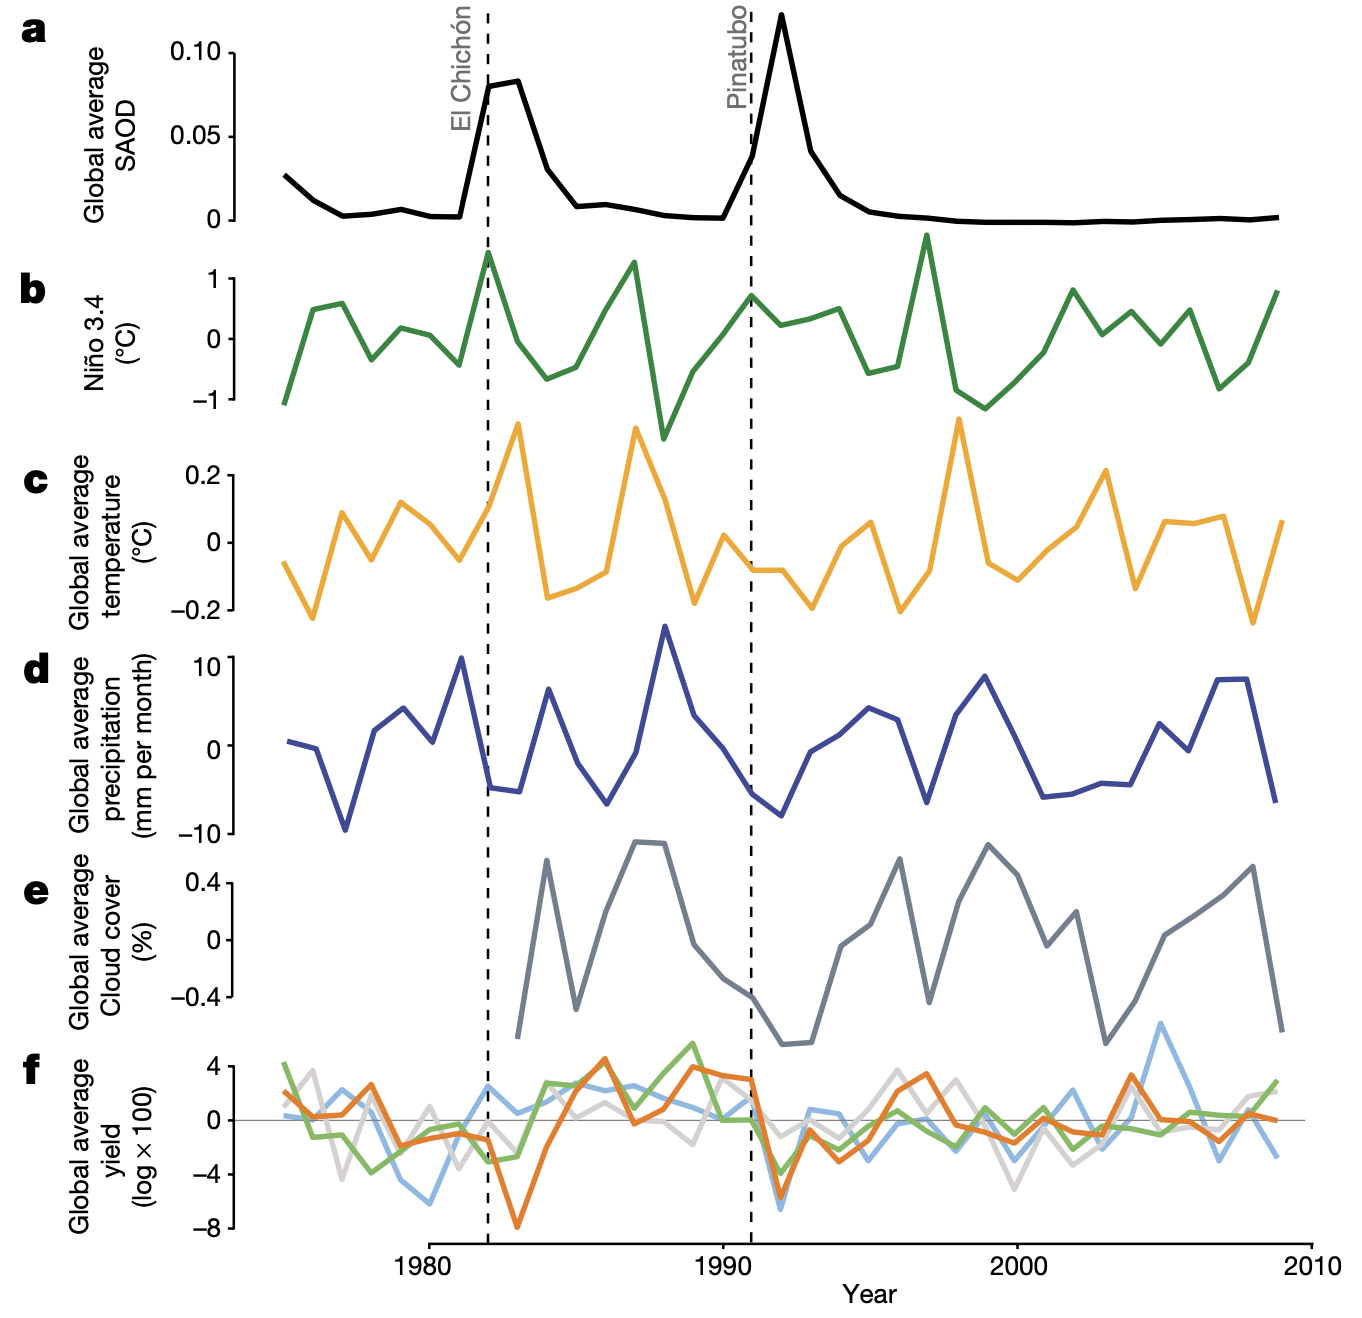 a
Global average
SAOD
0.10
0.05
0
El Chichón
Pinatubo
b
Niño 3.4
(°C)
1
0
−1
c
Global average
temperature
(°C)
0.2
0
−0.2
d
Global average
precipitation
(mm per month)
10
0
−10
e
Global average
Cloud cover
(%)
0.4
0
−0.4
f
Global average
yield
(log × 100)
4
0
−4
−8
1980 1990 2000 2010
Year